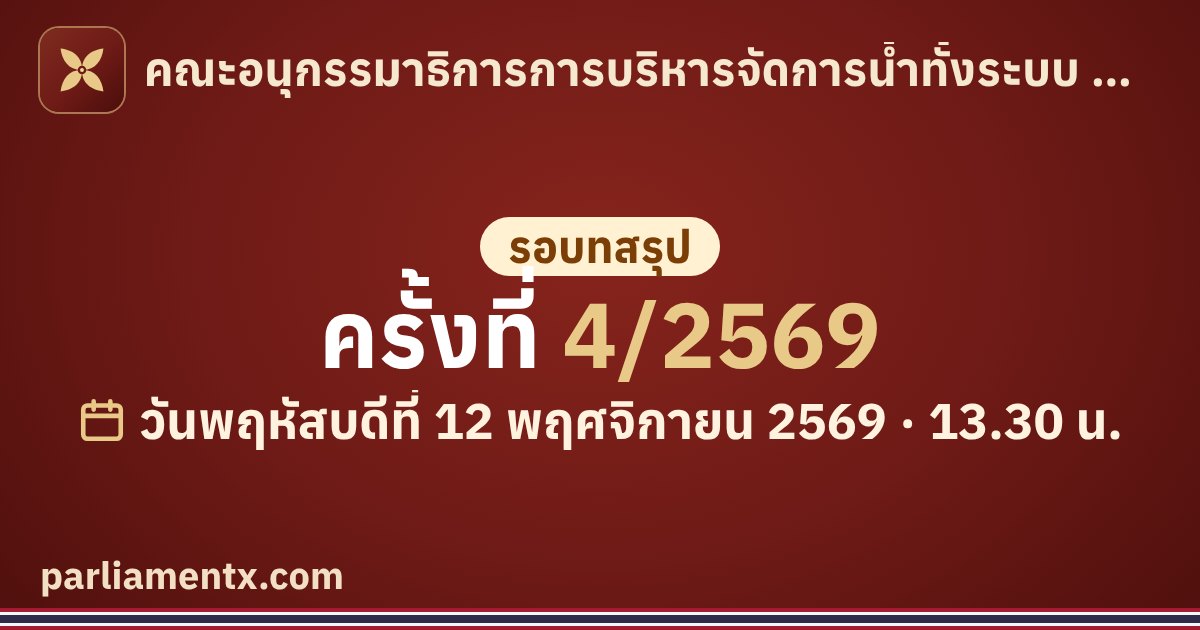 คณะอนุกรรมาธิการการบริหารจัดการน้ำทั้งระบบ ...
รอบทสรุป
ครั้งที่ 4/2569
วันพฤหัสบดีที่ 12 พฤศจิกายน 2569 · 13.30 น.
parliamentx.com